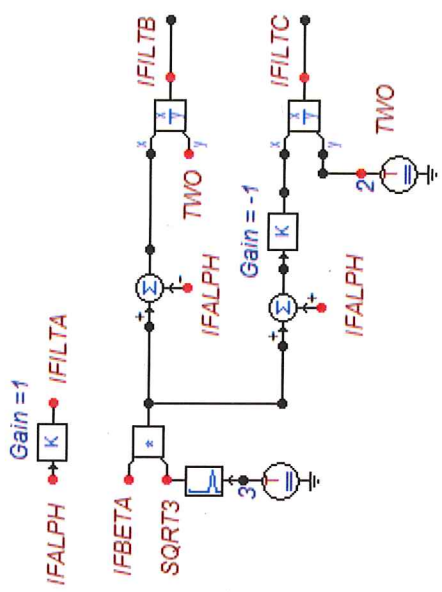 Gain =1
IFALPH
K
IFILTA
IFBETA
*
SQRT3
3
+
Σ
-
IFALPH
x
y
TWO
x
y
IFILTB
+
Σ
+
IFALPH
Gain = -1
K
x
y
x
y
IFILTC
2
TWO